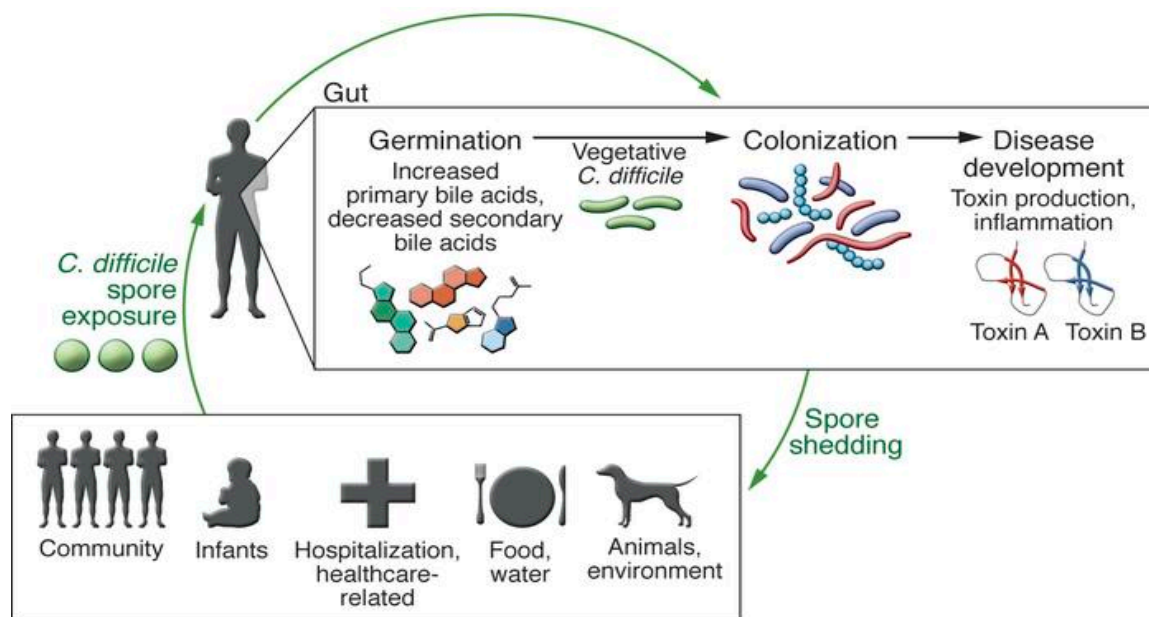 Gut
Germination
Increased
primary bile acids,
decreased secondary
bile acids
Vegetative
C. difficile
Colonization
Disease
development
Toxin production,
inflammation
Toxin A
Toxin B
C. difficile
spore
exposure
Spore
shedding
Community
Infants
Hospitalization,
healthcare-
related
Food,
water
Animals,
environment